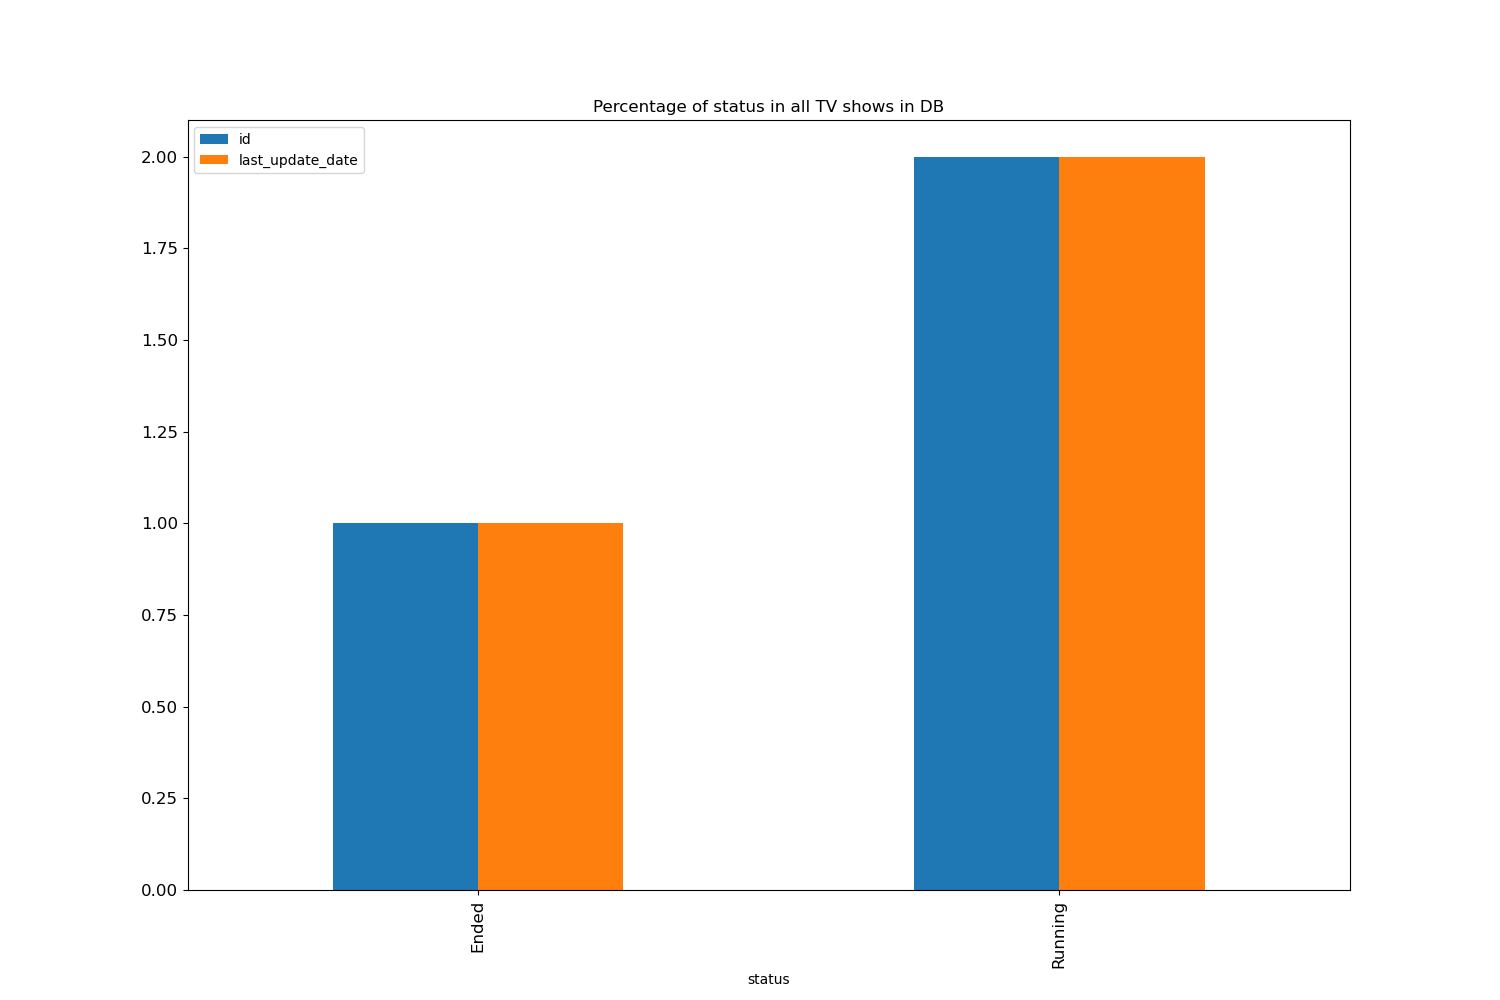 Percentage of status in all TV shows in DB
id
last_update_date
2.00
1.75
1.50
1.25
1.00
0.75
0.50
0.25
0.00
Ended
Running
status